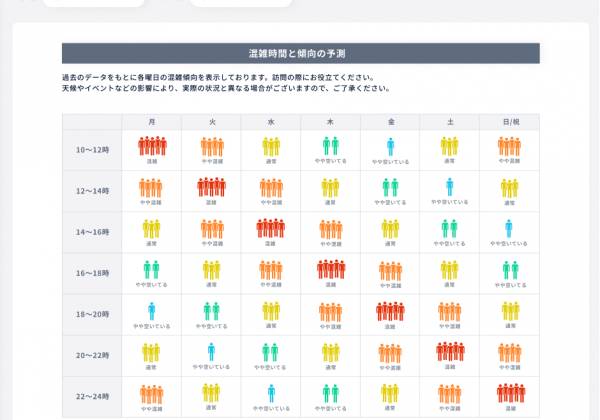 混雑時間と傾向の予測
過去のデータをもとに各曜日の混雑傾向を表示しております。訪問の際にお役立てください。
天候やイベントなどの影響により、実際の状況と異なる場合がございますので、ご了承ください。
月 火 水 木 金 土 日/祝
10〜12時 混雑 やや混雑 通常 やや空いてる やや空いている 通常 やや混雑
12〜14時 やや混雑 混雑 やや混雑 通常 やや空いてる やや空いている 通常
14〜16時 通常 やや混雑 混雑 やや混雑 通常 やや空いてる やや空いている
16〜18時 やや空いてる 通常 やや混雑 混雑 やや混雑 通常 やや空いてる
18〜20時 やや空いている やや空いてる 通常 やや混雑 混雑 やや混雑 通常
20〜22時 通常 やや空いている やや空いてる 通常 やや混雑 混雑 やや混雑
22〜24時 やや混雑 通常 やや空いている やや空いてる 通常 やや混雑 混雑